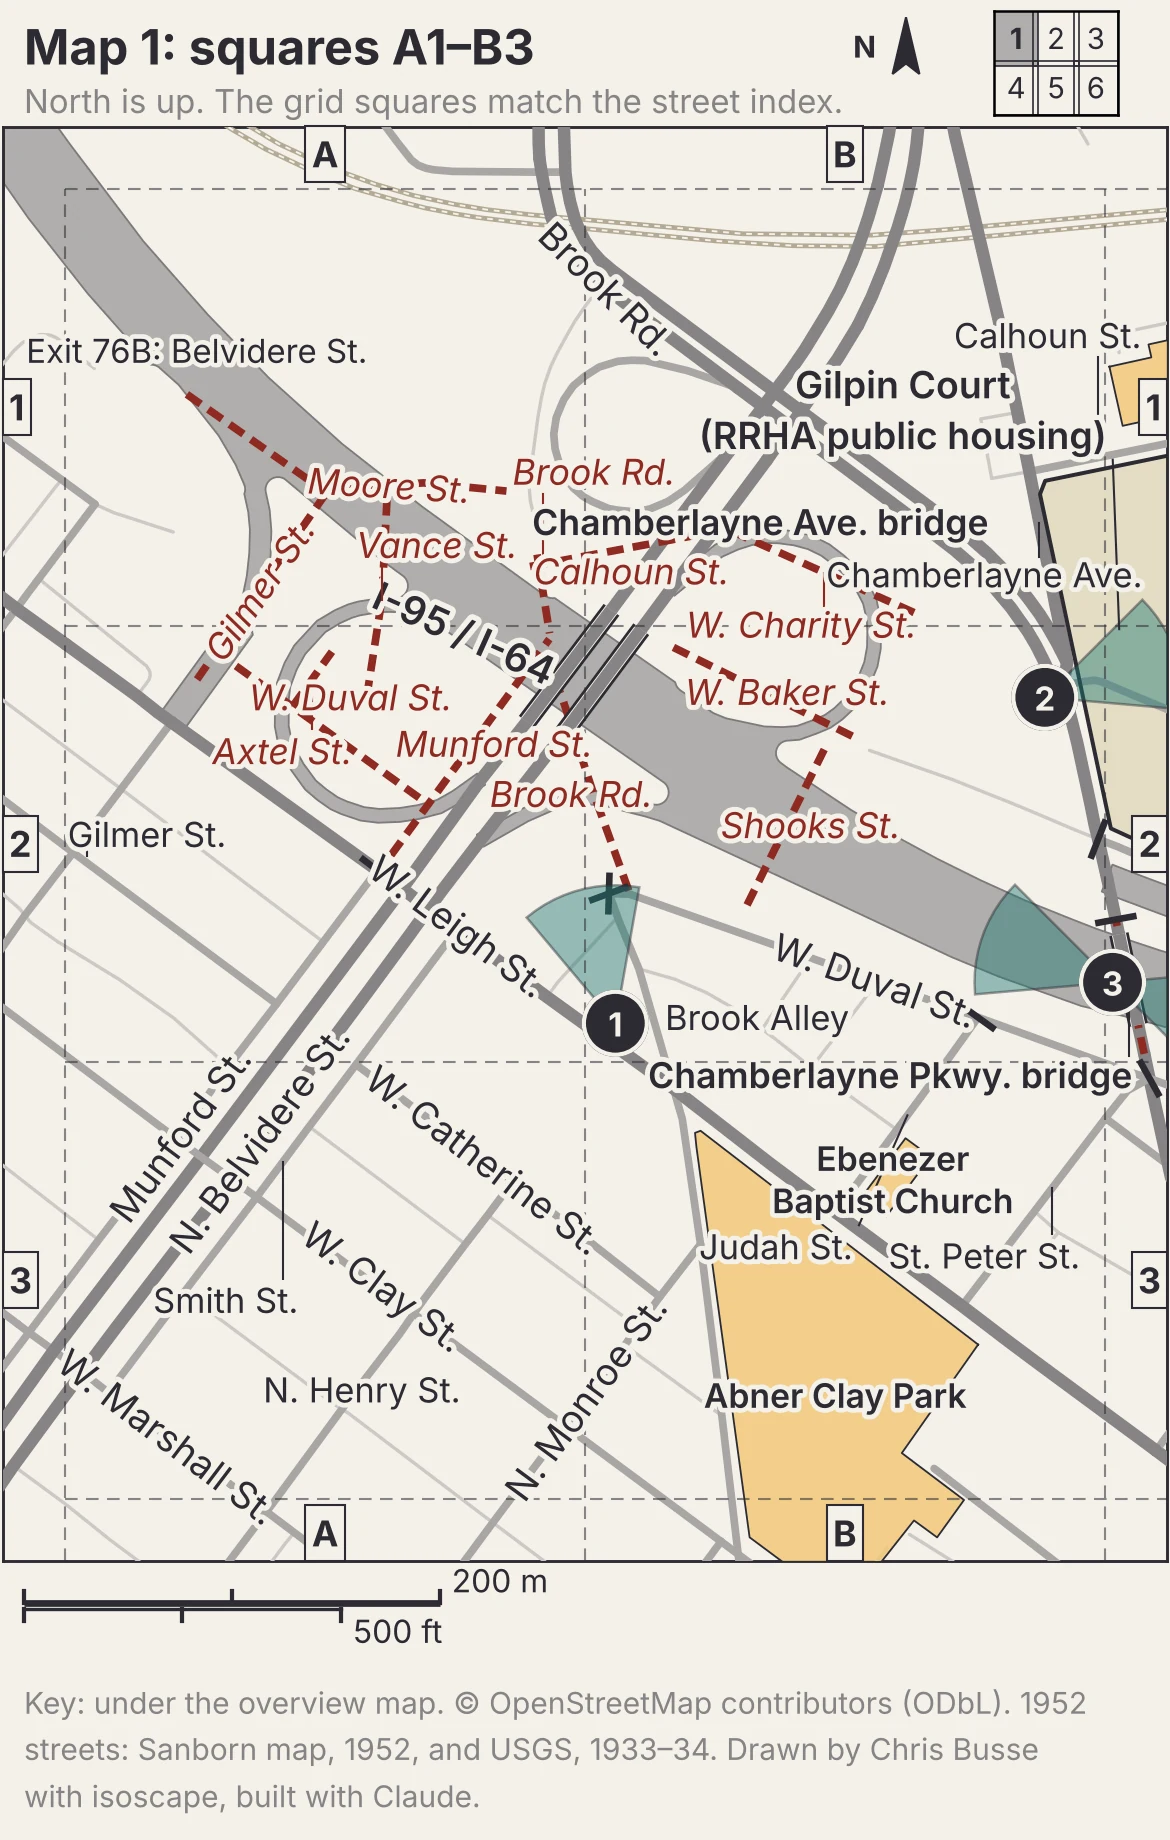 Map 1: squares A1–B3
North is up. The grid squares match the street index.
N
1 2 3
4 5 6
A
B
Brook Rd.
Calhoun St.
Exit 76B: Belvidere St.
Gilpin Court
(RRHA public housing)
1
1
Moore St.
Brook Rd.
Chamberlayne Ave. bridge
Vance St.
Calhoun St.
Chamberlayne Ave.
Gilmer St.
I-95 / I-64
W. Charity St.
W. Duval St.
W. Baker St.
2
Axtel St.
Munford St.
Brook Rd.
Shooks St.
2
Gilmer St.
2
W. Leigh St.
W. Duval St.
3
1
Brook Alley
Chamberlayne Pkwy. bridge
Munford St.
N. Belvidere St.
W. Catherine St.
Ebenezer
Baptist Church
Judah St.
St. Peter St.
3
3
Smith St.
W. Clay St.
N. Monroe St.
W. Marshall St.
N. Henry St.
Abner Clay Park
A
B
200 m
500 ft
Key: under the overview map. © OpenStreetMap contributors (ODbL). 1952
streets: Sanborn map, 1952, and USGS, 1933–34. Drawn by Chris Busse
with isoscape, built with Claude.